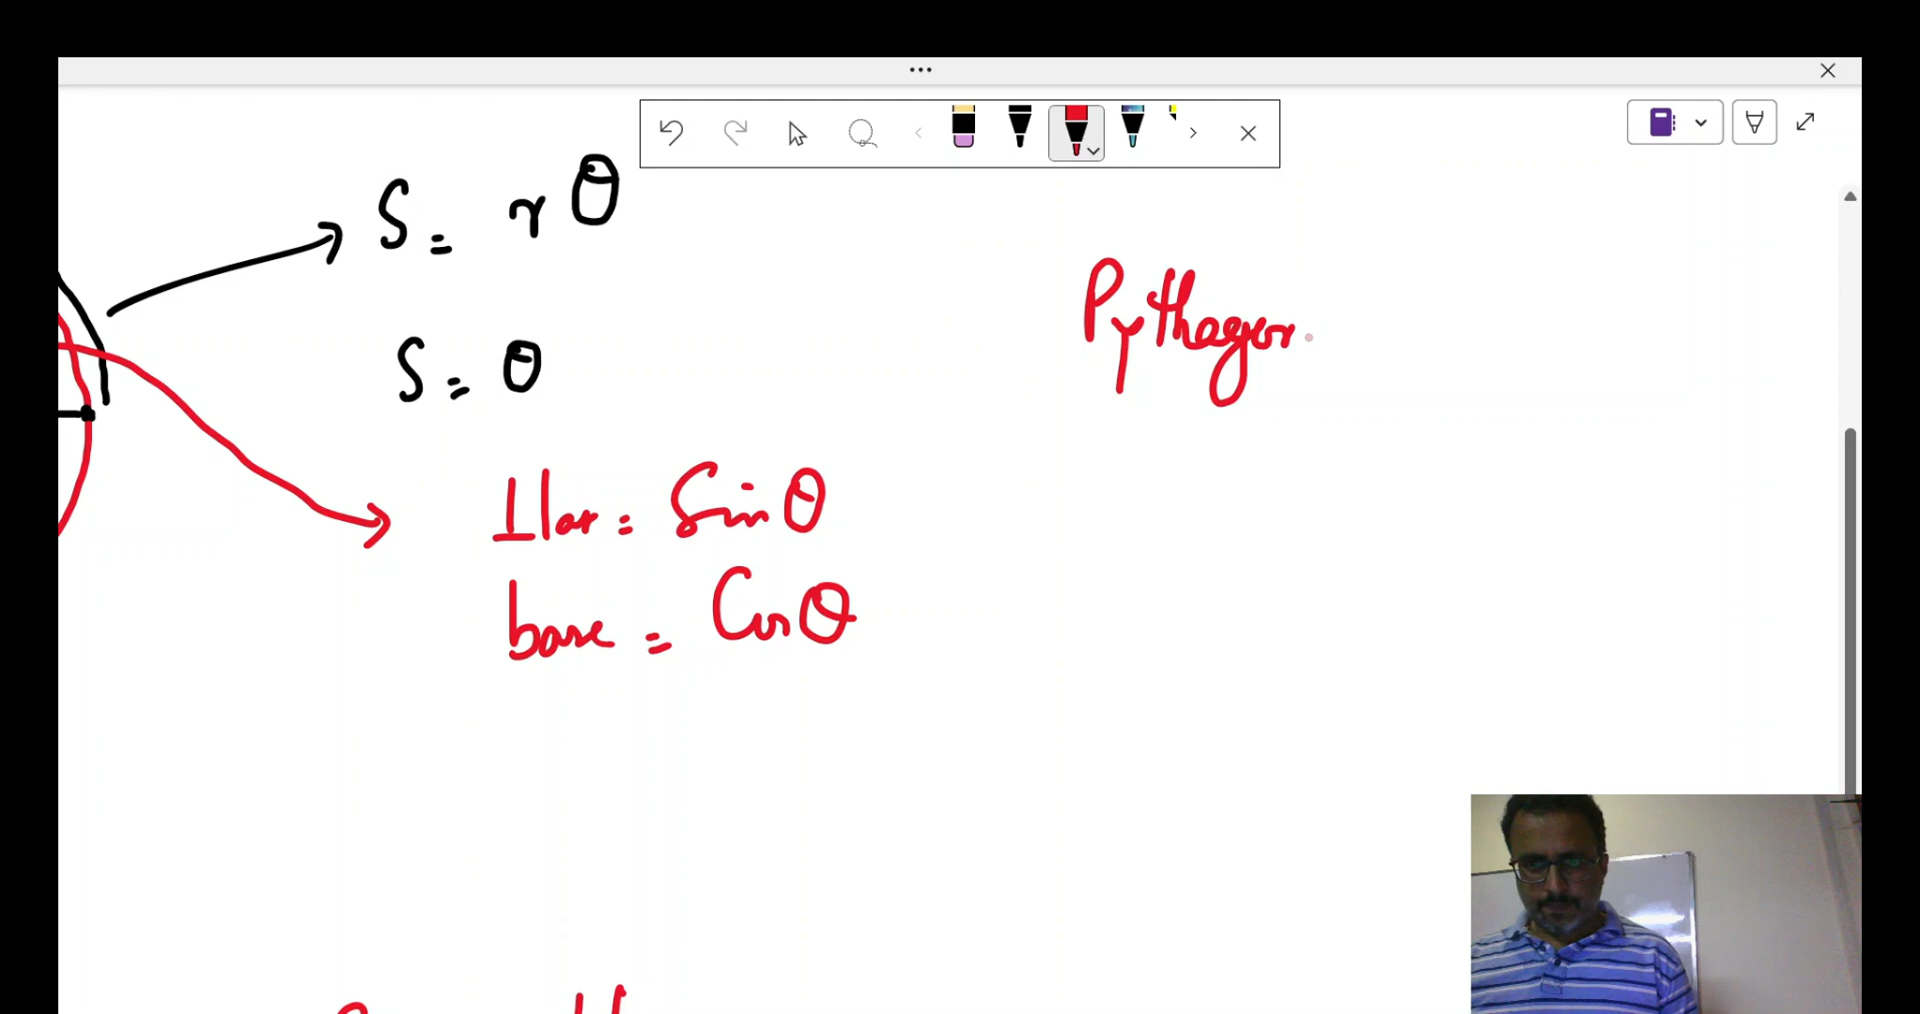 S = r θ
S = θ
⊥lar = Sin θ
base = Cos θ
Pythagor